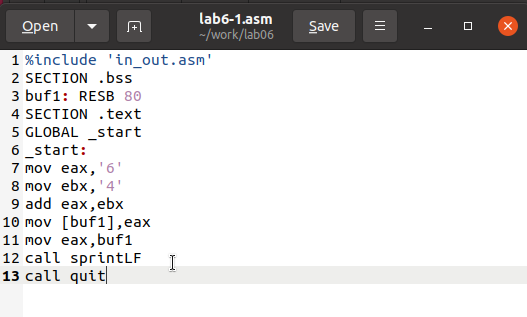 Open lab6-1.asm Save
~/work/lab06
1 %include 'in_out.asm'
2 SECTION .bss
3 buf1: RESB 80
4 SECTION .text
5 GLOBAL _start
6 _start:
7 mov eax,'6'
8 mov ebx,'4'
9 add eax,ebx
10 mov [buf1],eax
11 mov eax,buf1
12 call sprintLF
13 call quit